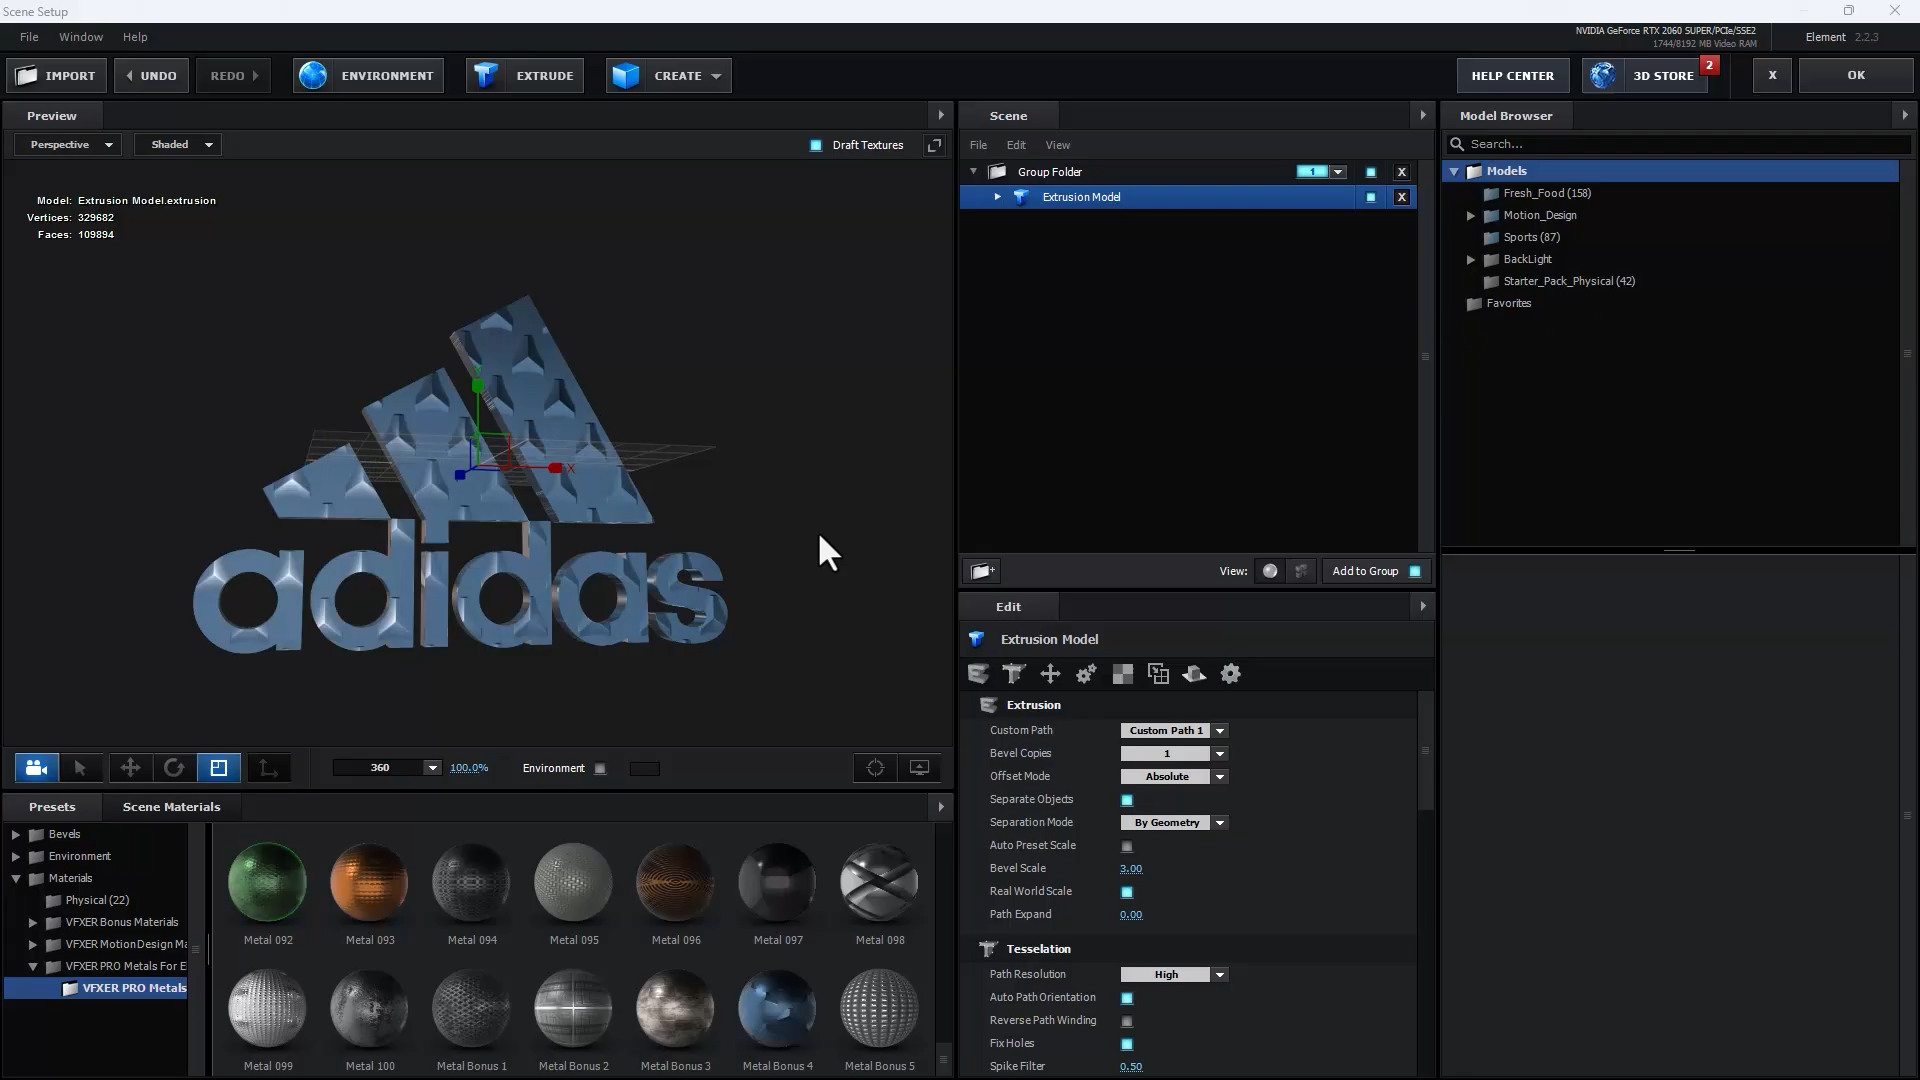 Scene Setup
File Window Help
NVIDIA GeForce RTX 2060 SUPER/PCIe/SSE2
1744/8192 MB Video RAM
Element 2.2.3
IMPORT UNDO REDO ENVIRONMENT EXTRUDE CREATE HELP CENTER 3D STORE 2 X OK
Preview
Perspective Shaded Draft Textures
Model: Extrusion Model.extrusion
Vertices: 329682
Faces: 109894
X
adidas
360 100.0% Environment
Presets Scene Materials
Bevels
Environment
Materials
Physical (22)
VFXER Bonus Materials
VFXER MotionDesign Ma
VFXER PRO Metals For E
VFXER PRO Metals
Metal 092 Metal 093 Metal 094 Metal 095 Metal 096 Metal 097 Metal 098
Metal 099 Metal 100 Metal Bonus 1 Metal Bonus 2 Metal Bonus 3 Metal Bonus 4 Metal Bonus 5
Scene
File Edit View
Group Folder 1 X
Extrusion Model X
View: Add to Group
Edit
Extrusion Model
Extrusion
Custom Path Custom Path 1
Bevel Copies 1
Offset Mode Absolute
Separate Objects
Separation Mode By Geometry
Auto Preset Scale
Bevel Scale 3.00
Real World Scale
Path Expand 0.00
Tesselation
Path Resolution High
Auto Path Orientation
Reverse Path Winding
Fix Holes
Spike Filter 0.50
Model Browser
Search...
Models
Fresh_Food (158)
Motion_Design
Sports (87)
BackLight
Starter_Pack_Physical (42)
Favorites